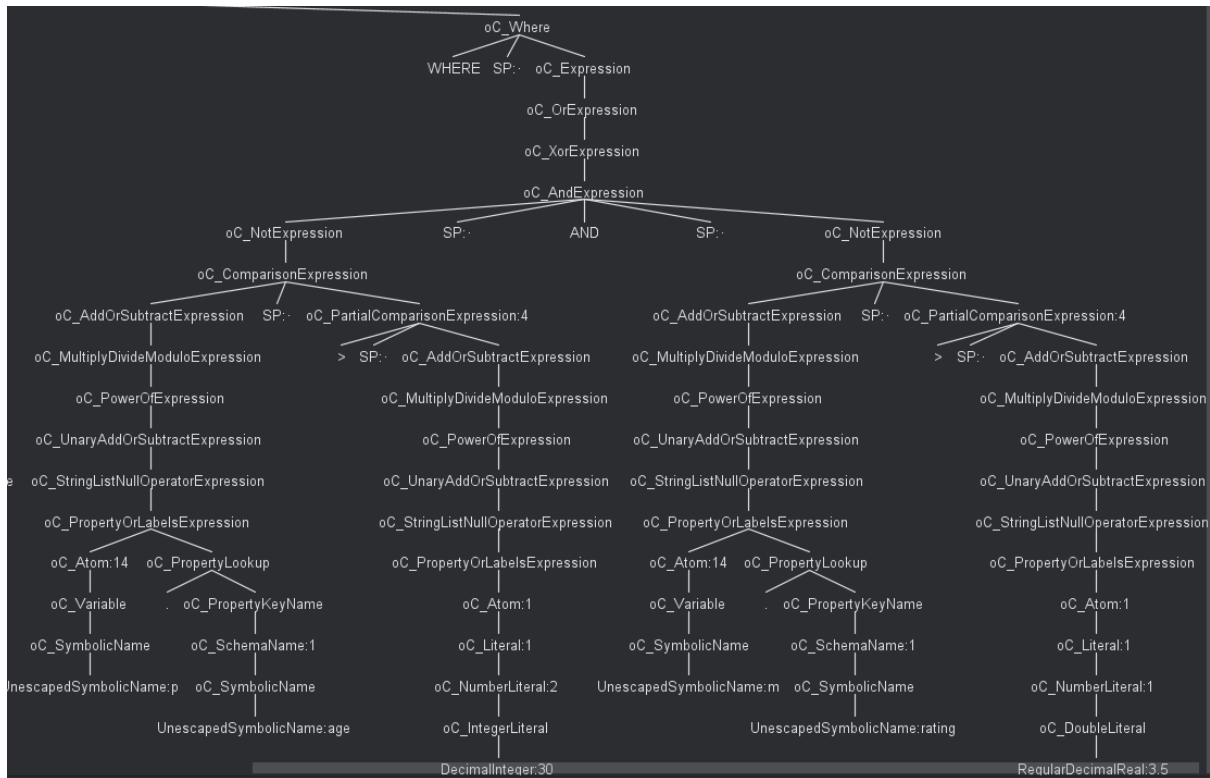 oC_Where
WHERE SP:· oC_Expression
oC_OrExpression
oC_XorExpression
oC_AndExpression
oC_NotExpression SP:· AND SP:· oC_NotExpression
oC_ComparisonExpression oC_ComparisonExpression
oC_AddOrSubtractExpression SP:· oC_PartialComparisonExpression:4 oC_AddOrSubtractExpression SP:· oC_PartialComparisonExpression:4
oC_MultiplyDivideModuloExpression > SP:· oC_AddOrSubtractExpression oC_MultiplyDivideModuloExpression > SP:· oC_AddOrSubtractExpression
oC_PowerOfExpression oC_MultiplyDivideModuloExpression oC_PowerOfExpression oC_MultiplyDivideModuloExpression
oC_UnaryAddOrSubtractExpression oC_PowerOfExpression oC_UnaryAddOrSubtractExpression oC_PowerOfExpression
e oC_StringListNullOperatorExpression oC_UnaryAddOrSubtractExpression oC_StringListNullOperatorExpression oC_UnaryAddOrSubtractExpression
oC_PropertyOrLabelsExpression oC_StringListNullOperatorExpression oC_PropertyOrLabelsExpression oC_StringListNullOperatorExpression
oC_Atom:14 oC_PropertyLookup oC_PropertyOrLabelsExpression oC_Atom:14 oC_PropertyLookup oC_PropertyOrLabelsExpression
oC_Variable . oC_PropertyKeyName oC_Atom:1 oC_Variable . oC_PropertyKeyName oC_Atom:1
oC_SymbolicName oC_SchemaName:1 oC_Literal:1 oC_SymbolicName oC_SchemaName:1 oC_Literal:1
UnescapedSymbolicName:p oC_SymbolicName oC_NumberLiteral:2 UnescapedSymbolicName:m oC_SymbolicName oC_NumberLiteral:1
UnescapedSymbolicName:age oC_IntegerLiteral UnescapedSymbolicName:rating oC_DoubleLiteral
DecimalInteger:30 RegularDecimalReal:3.5